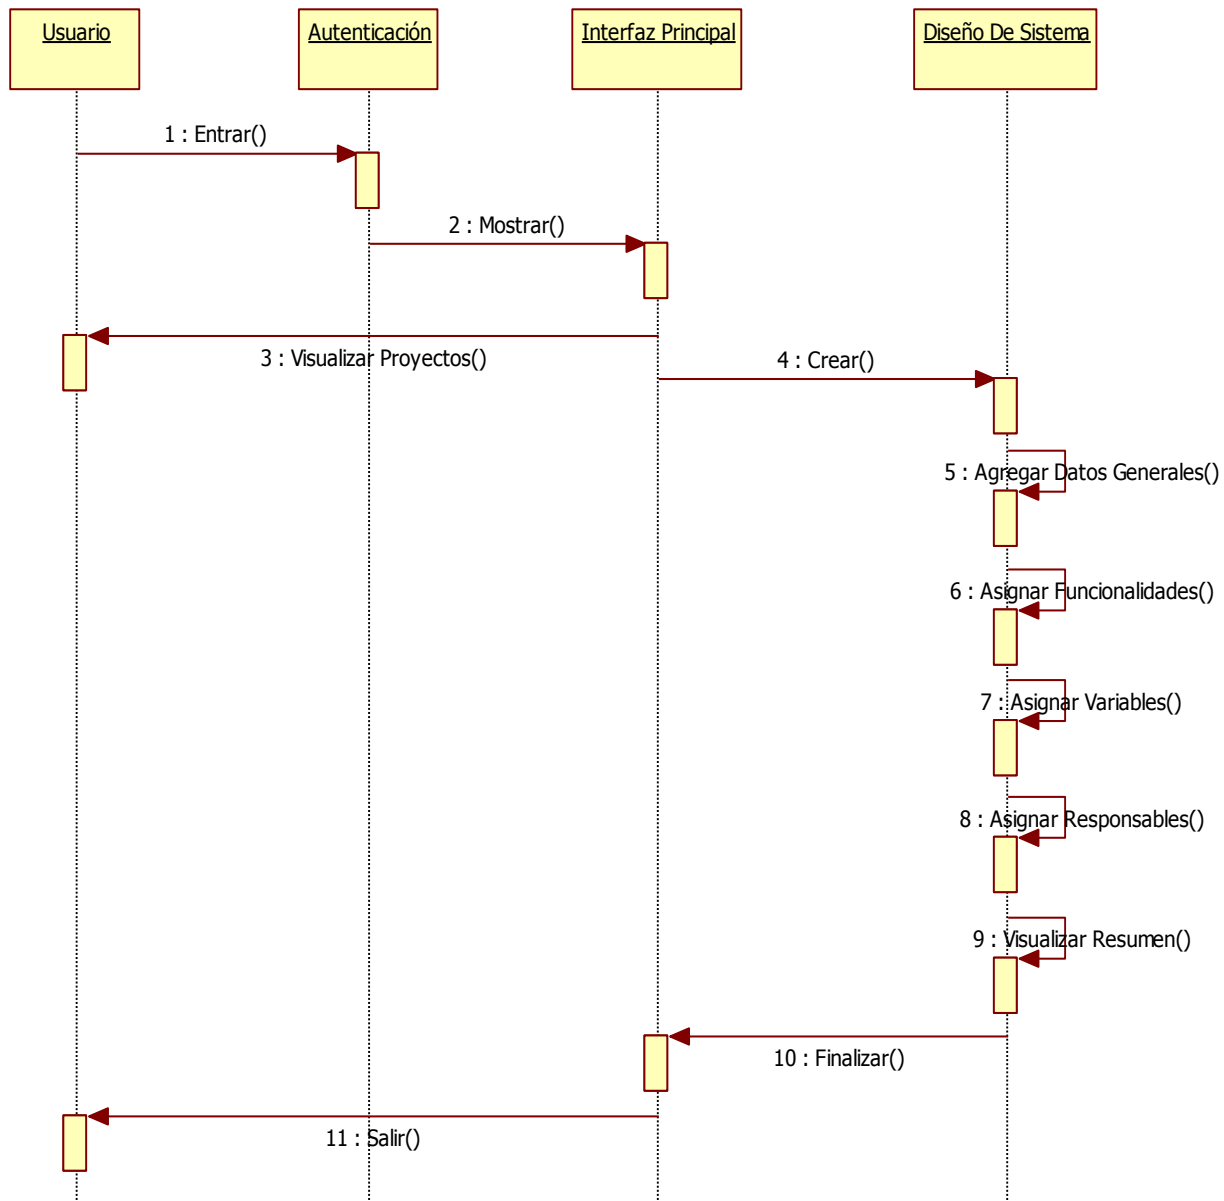 Usuario
Autenticación
Interfaz Principal
Diseño De Sistema
1 : Entrar()
2 : Mostrar()
3 : Visualizar Proyectos()
4 : Crear()
5 : Agregar Datos Generales()
6 : Asignar Funcionalidades()
7 : Asignar Variables()
8 : Asignar Responsables()
9 : Visualizar Resumen()
10 : Finalizar()
11 : Salir()